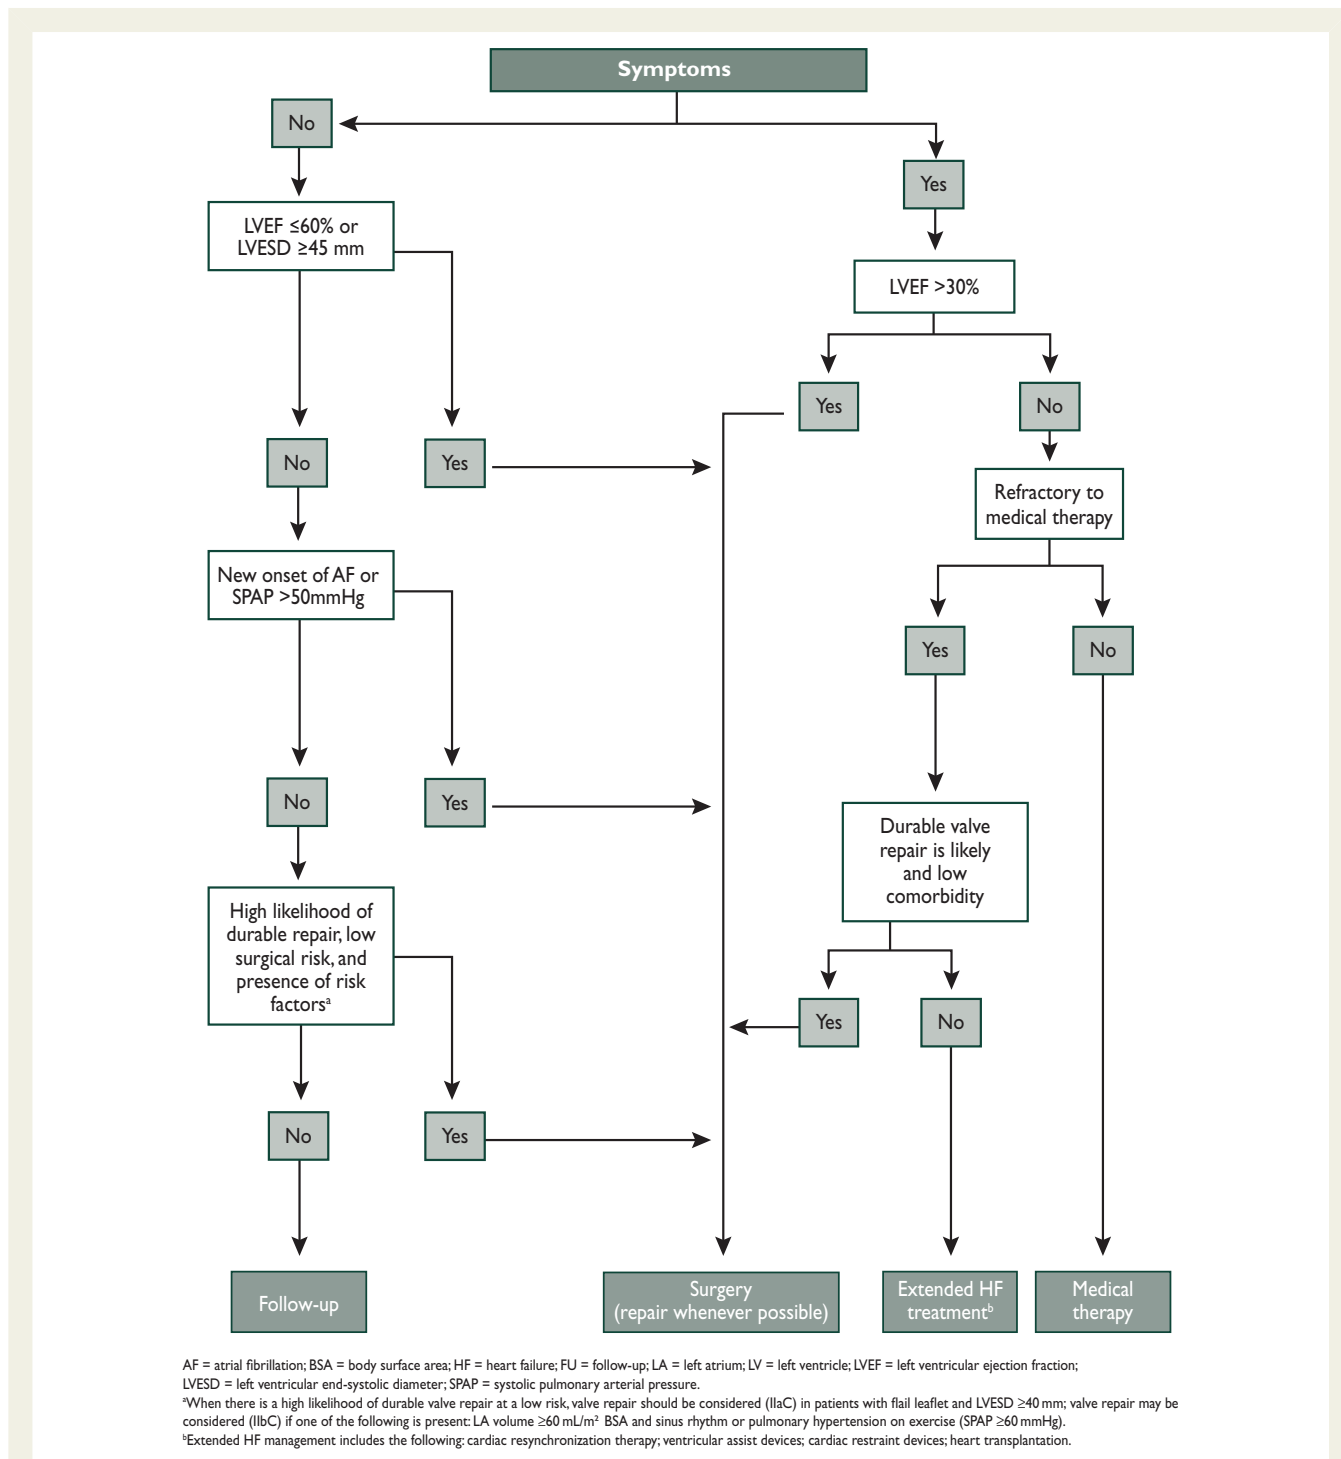 Symptoms
No
Yes
LVEF ≤60% or
LVESD ≥45 mm
LVEF >30%
Yes
No
No
Yes
Refractory to
medical therapy
New onset of AF or
SPAP >50mmHg
Yes
No
No
Yes
Durable valve
repair is likely
and low
comorbidity
High likelihood of
durable repair, low
surgical risk, and
presence of risk
factorsᵃ
Yes
No
No
Yes
Follow-up
Surgery
(repair whenever possible)
Extended HF
treatmentᵇ
Medical
therapy
AF = atrial fibrillation; BSA = body surface area; HF = heart failure; FU = follow-up; LA = left atrium; LV = left ventricle; LVEF = left ventricular ejection fraction;
LVESD = left ventricular end-systolic diameter; SPAP = systolic pulmonary arterial pressure.
ᵃWhen there is a high likelihood of durable valve repair at a low risk, valve repair should be considered (IIaC) in patients with flail leaflet and LVESD ≥40 mm; valve repair may be
considered (IIbC) if one of the following is present: LA volume ≥60 mL/m² BSA and sinus rhythm or pulmonary hypertension on exercise (SPAP ≥60 mmHg).
ᵇExtended HF management includes the following: cardiac resynchronization therapy; ventricular assist devices; cardiac restraint devices; heart transplantation.